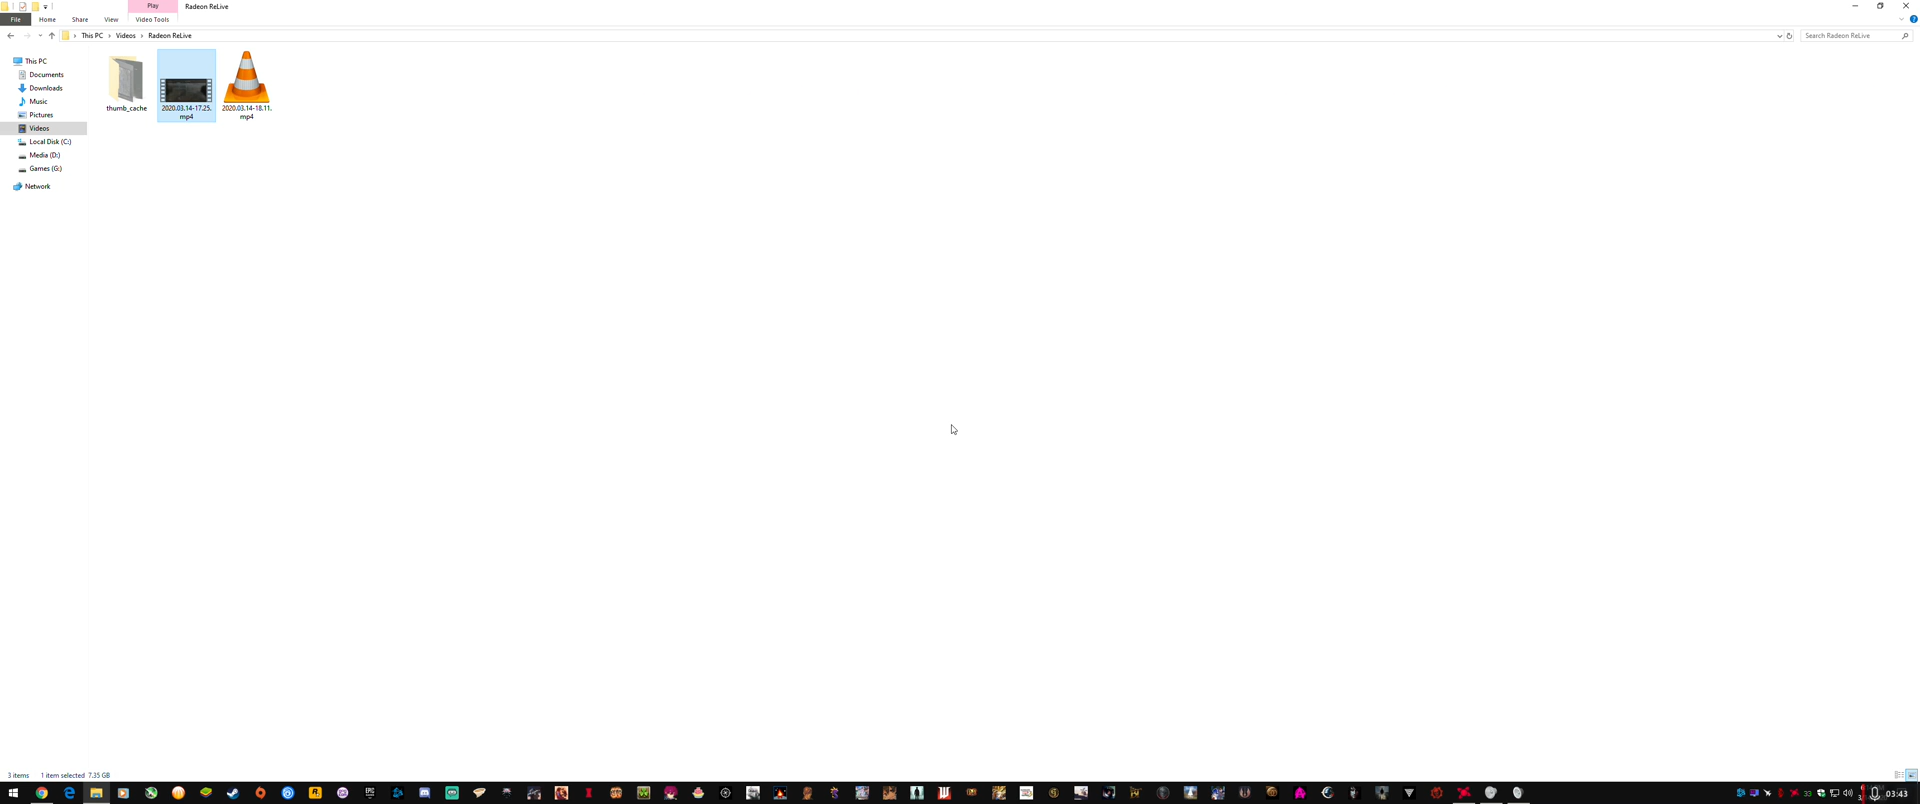 Play
Radeon ReLive
File
Home
Share
View
Video Tools
This PC
Videos
Radeon ReLive
Search Radeon ReLive
This PC
Documents
Downloads
Music
Pictures
Videos
Local Disk (C:)
Media (D:)
Games (G:)
Network
thumb_cache
2020.03.14-17.25.
mp4
2020.03.14-18.11.
mp4
3 items
1 item selected 7.35 GB
EPIC
33
03:43